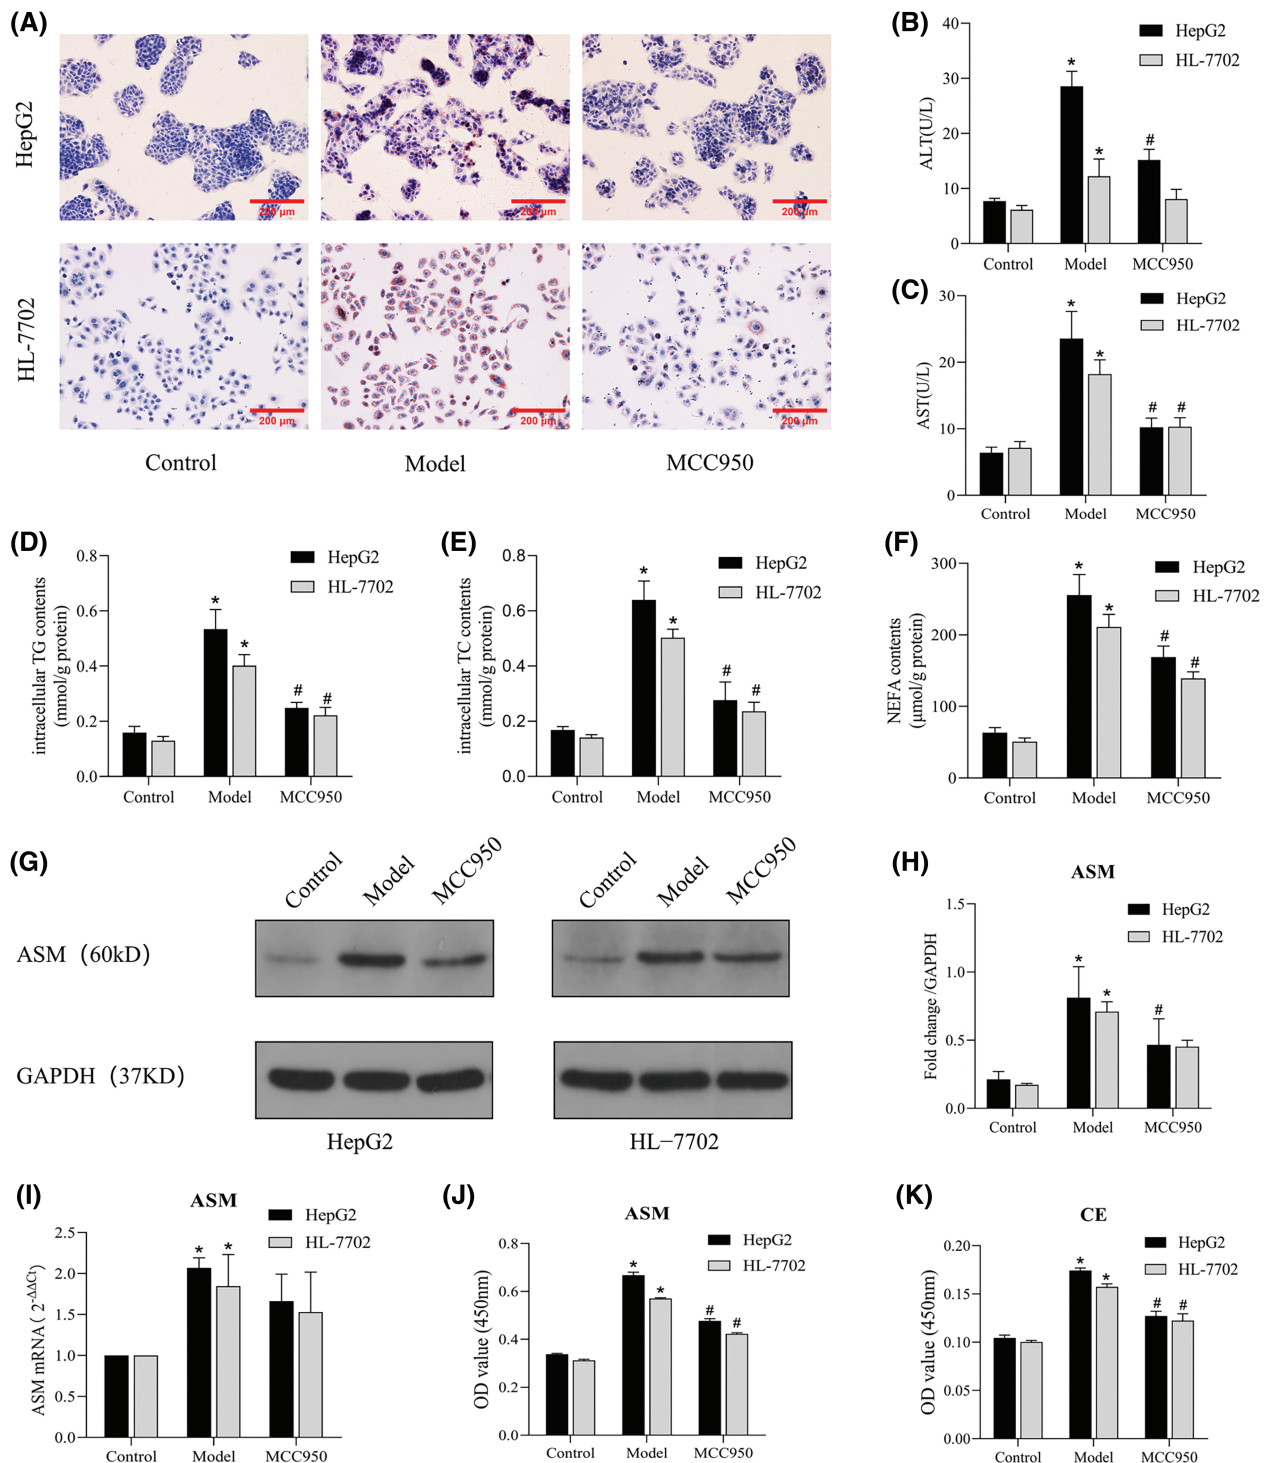 (A)
HepG2
200 μm
200 μm
200 μm
HL-7702
200 μm
200 μm
200 μm
Control
Model
MCC950
(B)
ALT(U/L)
40
30
20
10
0
HepG2
HL-7702
*
*
#
Control
Model
MCC950
(C)
AST(U/L)
30
20
10
0
HepG2
HL-7702
*
*
#
#
Control
Model
MCC950
(D)
intracellular TG contents
(mmol/g protein)
0.8
0.6
0.4
0.2
0.0
HepG2
HL-7702
*
*
#
#
Control
Model
MCC950
(E)
intracellular TC contents
(mmol/g protein)
0.8
0.6
0.4
0.2
0.0
HepG2
HL-7702
*
*
#
#
Control
Model
MCC950
(F)
NEFA contents
(μmol/g protein)
300
200
100
0
HepG2
HL-7702
*
*
#
#
Control
Model
MCC950
(G)
Control
Model
MCC950
Control
Model
MCC950
ASM（60kD）
GAPDH（37KD）
HepG2
HL−7702
(H)
ASM
Fold change /GAPDH
1.5
1.0
0.5
0.0
HepG2
HL-7702
*
*
#
Control
Model
MCC950
(I)
ASM
ASM mRNA ( 2^-ΔΔCt)
2.5
2.0
1.5
1.0
0.5
0.0
HepG2
HL-7702
*
*
Control
Model
MCC950
(J)
ASM
OD value (450nm)
0.8
0.6
0.4
0.2
0.0
HepG2
HL-7702
*
*
#
#
Control
Model
MCC950
(K)
CE
OD value (450nm)
0.20
0.15
0.10
0.05
0.00
HepG2
HL-7702
*
*
#
#
Control
Model
MCC950